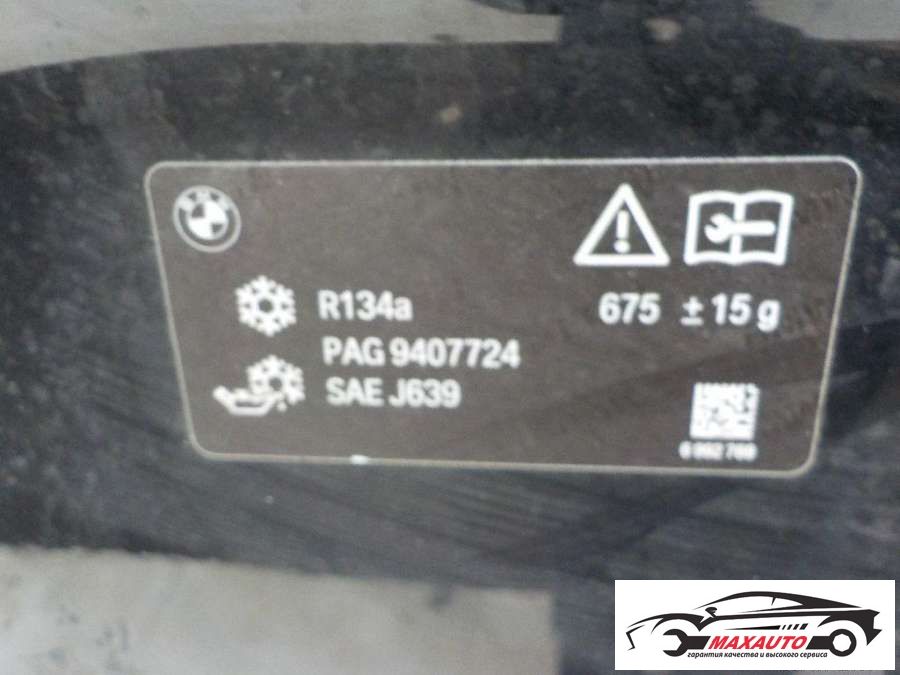 R134a 675 ± 15 g
PAG 9407724
SAE J639
MAXAUTO
гарантия качества и высокого сервиса